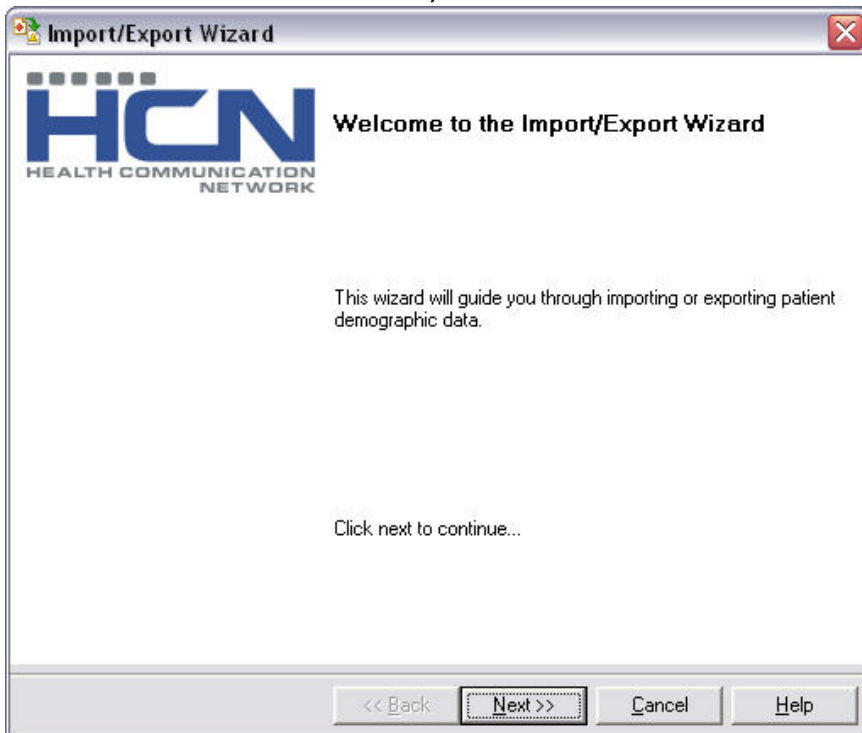 Import/Export Wizard
HCN
HEALTH COMMUNICATION
NETWORK
Welcome to the Import/Export Wizard
This wizard will guide you through importing or exporting patient
demographic data.
Click next to continue...
<< Back Next >> Cancel Help